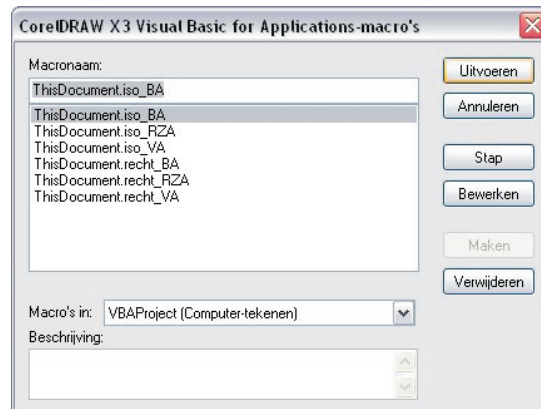 CorelDRAW X3 Visual Basic for Applications-macro's
Macronaam:
ThisDocument.iso_BA
ThisDocument.iso_BA
ThisDocument.iso_RZA
ThisDocument.iso_VA
ThisDocument.recht_BA
ThisDocument.recht_RZA
ThisDocument.recht_VA
Uitvoeren
Annuleren
Stap
Bewerken
Maken
Verwijderen
Macro's in: VBAProject (Computer-tekenen)
Beschrijving: